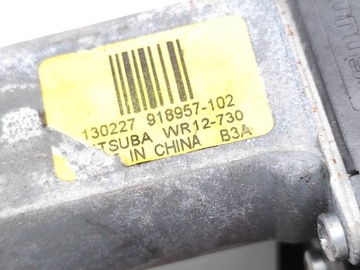 130227 918957-102
ITSUBA WR12-730
IN CHINA B3A